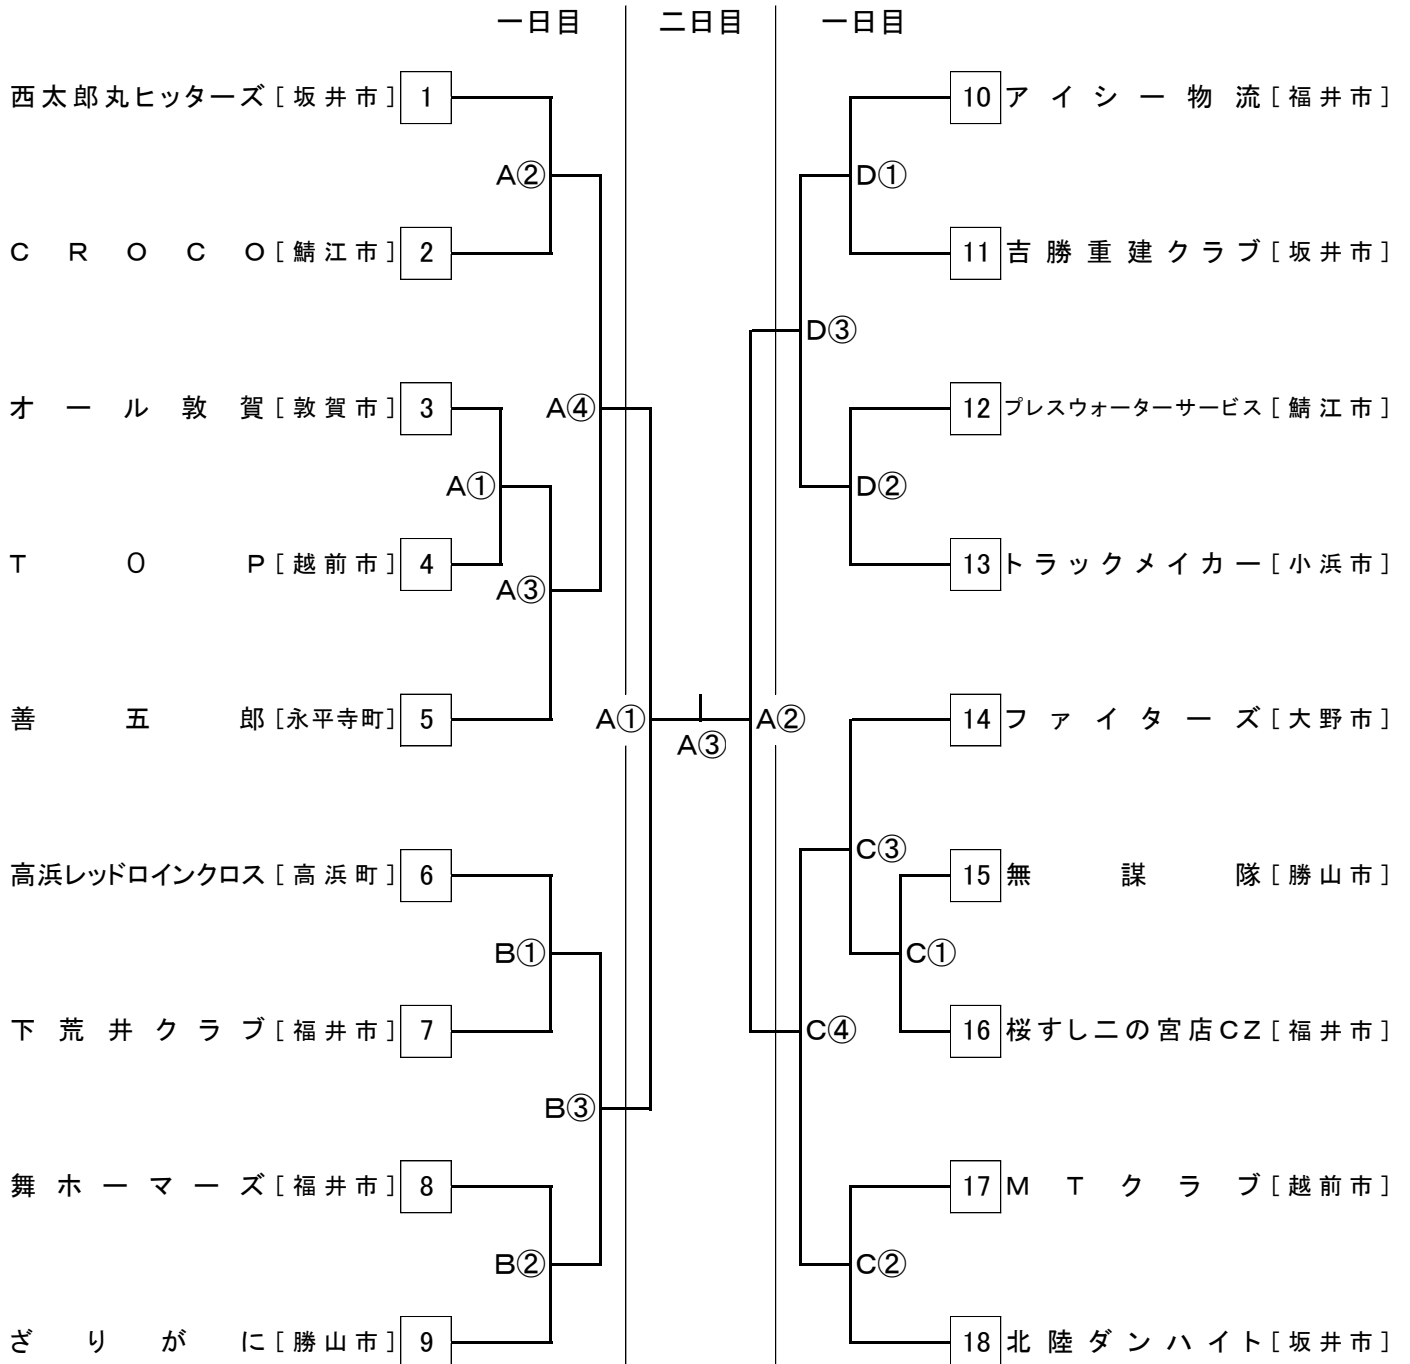 一日目 二日目 一日目
西太郎丸ヒッターズ[坂井市] 1
10 アイシー物流[福井市]
A② D①
CROCO[鯖江市] 2
11 吉勝重建クラブ[坂井市]
D③
オール敦賀[敦賀市] 3
A④
12 プレスウォーターサービス[鯖江市]
A① D②
TOP[越前市] 4
13 トラックメイカー[小浜市]
A③
善五郎[永平寺町] 5
A① A③ A②
14 ファイターズ[大野市]
C③
高浜レッドロインクロス[高浜町] 6
15 無謀隊[勝山市]
B① C①
下荒井クラブ[福井市] 7
C④
16 桜すし二の宮店CZ[福井市]
B③
舞ホーマーズ[福井市] 8
17 MTクラブ[越前市]
B② C②
ざりがに[勝山市] 9
18 北陸ダンハイト[坂井市]